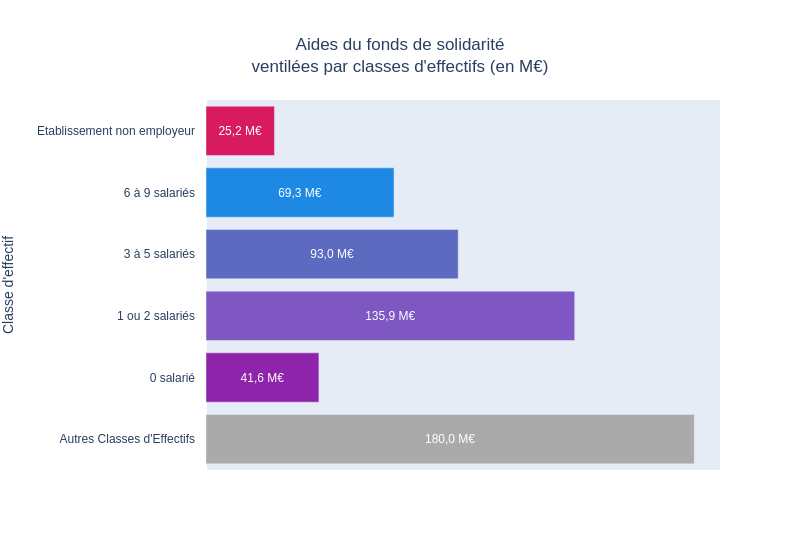 Aides du fonds de solidarité
ventilées par classes d'effectifs (en M€)
Classe d'effectif
Etablissement non employeur
25,2 M€
6 à 9 salariés
69,3 M€
3 à 5 salariés
93,0 M€
1 ou 2 salariés
135,9 M€
0 salarié
41,6 M€
Autres Classes d'Effectifs
180,0 M€